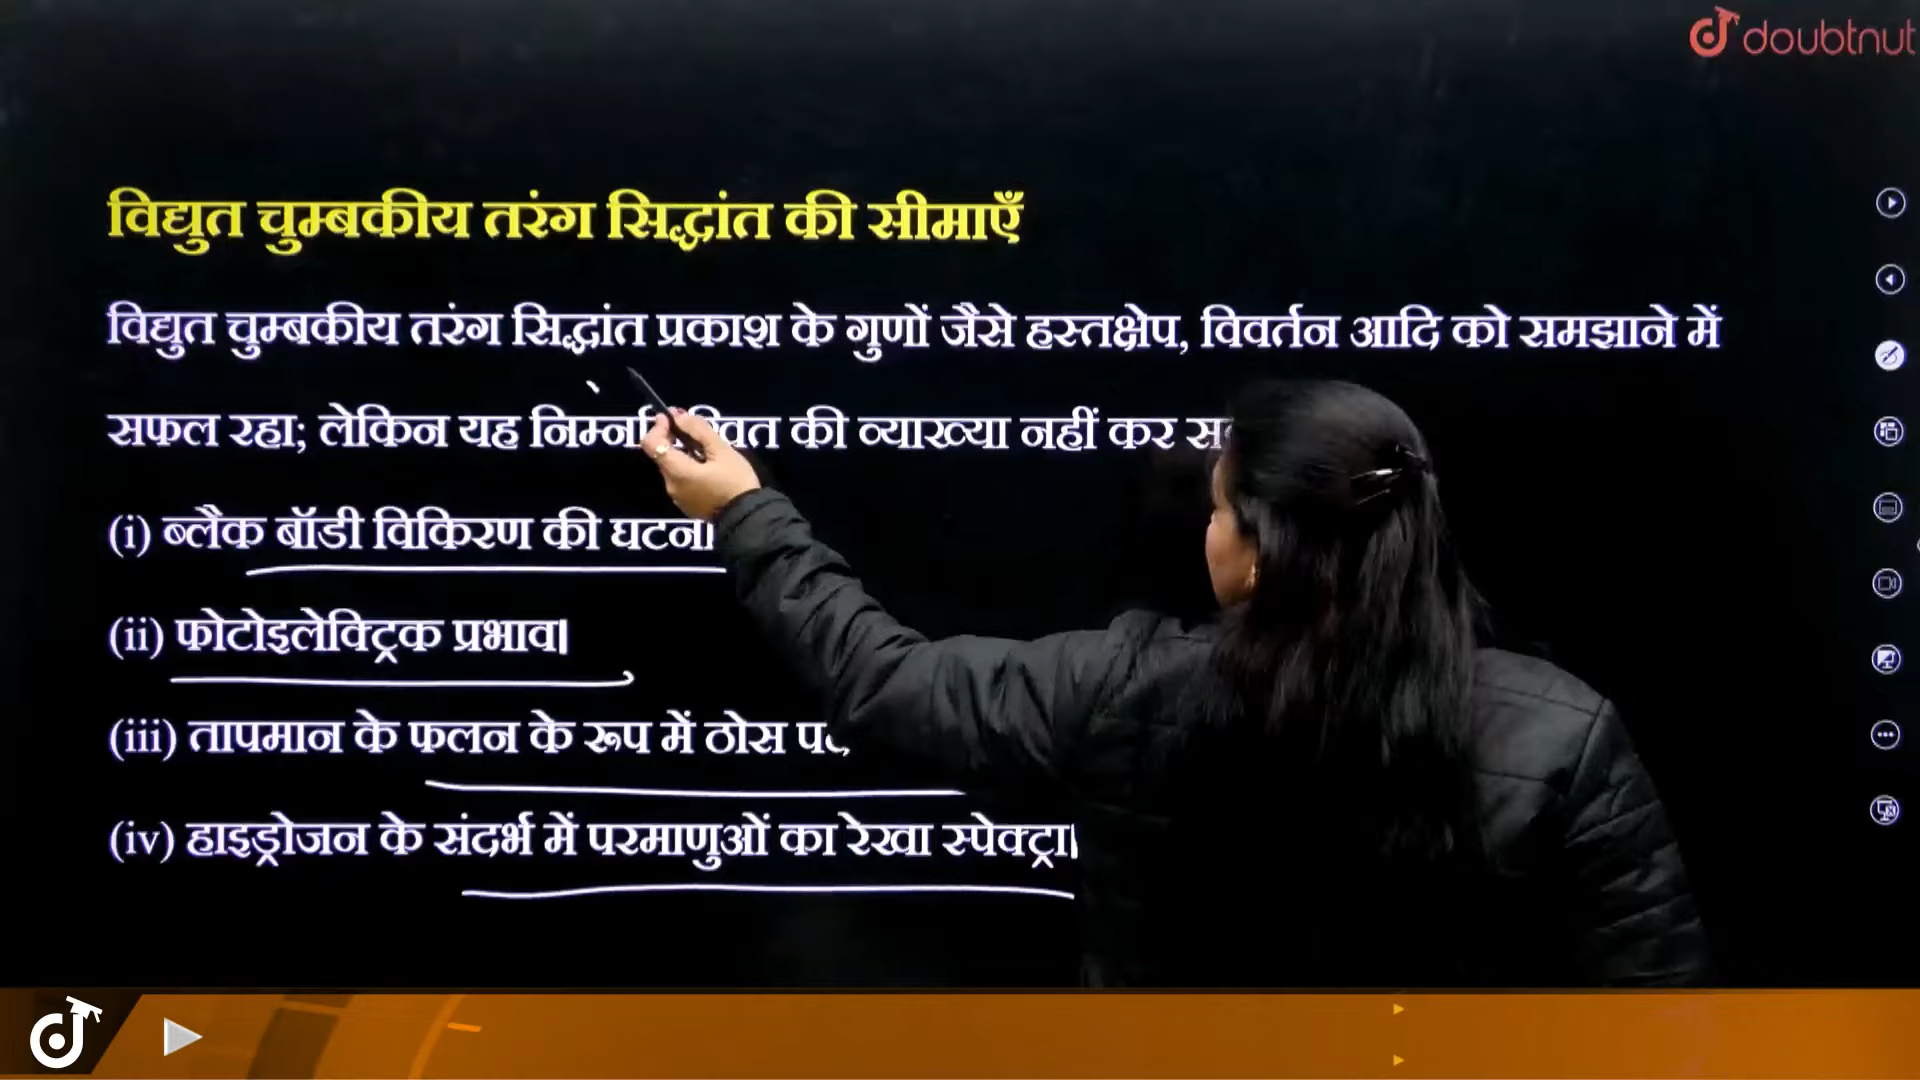 doubtnut
विद्युत चुम्बकीय तरंग सिद्धांत की सीमाएँ
विद्युत चुम्बकीय तरंग सिद्धांत प्रकाश के गुणों जैसे हस्तक्षेप, विवर्तन आदि को समझाने में
सफल रहा; लेकिन यह की व्याख्या नहीं कर
(i) ब्लैक बॉडी विकिरण की घटना
(ii) फोटोइलेक्ट्रिक प्रभाव।
(iii) तापमान के फलन के रूप में ठोस
(iv) हाइड्रोजन के संदर्भ में परमाणुओं का रेखा स्पेक्ट्रा।